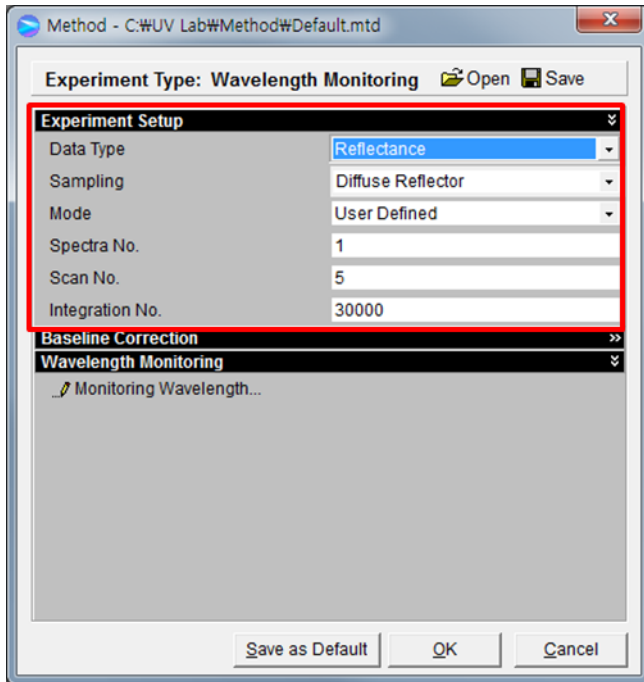 Method - C:₩UV Lab₩Method₩Default.mtd
Experiment Type: Wavelength Monitoring Open Save
Experiment Setup
Data Type Reflectance
Sampling Diffuse Reflector
Mode User Defined
Spectra No. 1
Scan No. 5
Integration No. 30000
Baseline Correction
Wavelength Monitoring
Monitoring Wavelength...
Save as Default OK Cancel